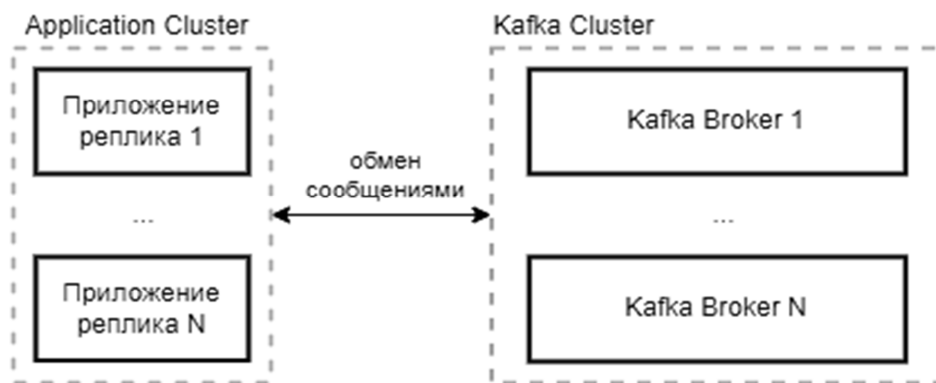 Application Cluster
Kafka Cluster
Приложение
реплика 1
Kafka Broker 1
обмен
сообщениями
...
...
Приложение
реплика N
Kafka Broker N